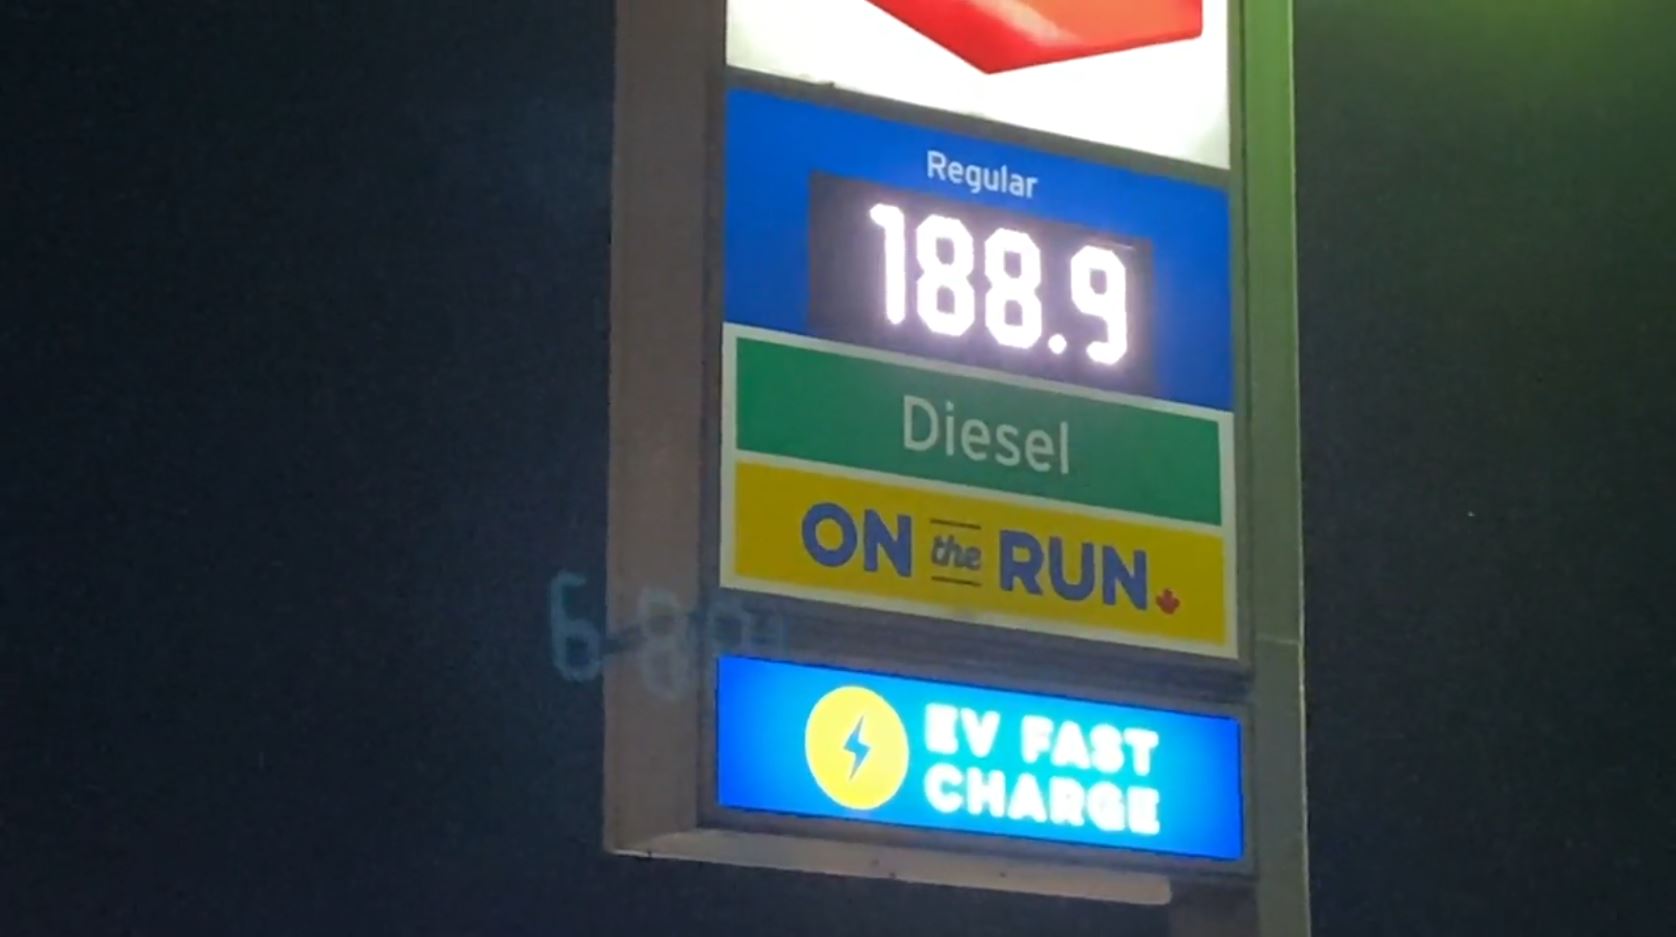 Regular
188.9
Diesel
ON the RUN
EV FAST
CHARGE